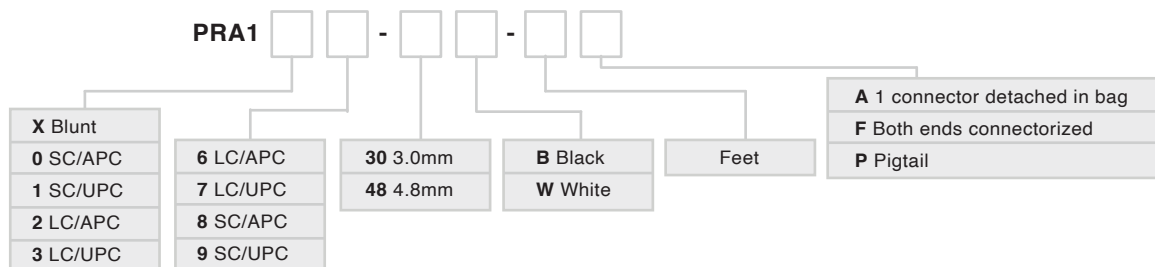 PRA1 - -
X Blunt
0 SC/APC
1 SC/UPC
2 LC/APC
3 LC/UPC
6 LC/APC
7 LC/UPC
8 SC/APC
9 SC/UPC
30 3.0mm
48 4.8mm
B Black
W White
Feet
A 1 connector detached in bag
F Both ends connectorized
P Pigtail